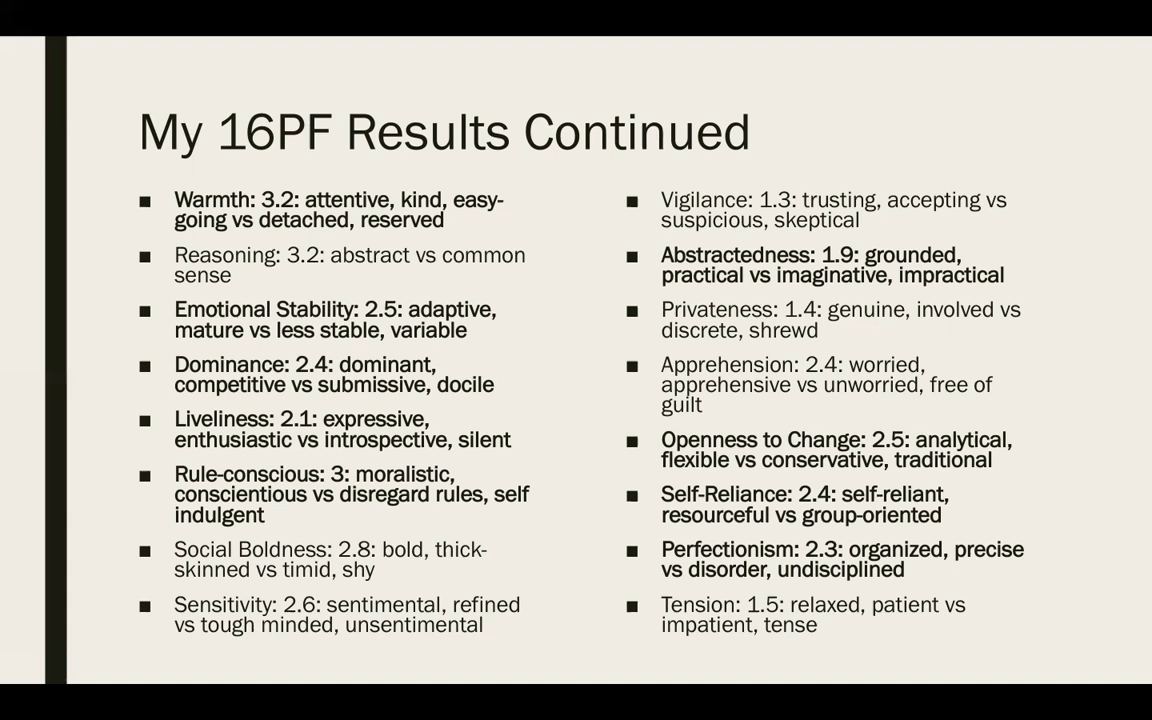 My 16PF Results Continued
■ Warmth: 3.2: attentive, kind, easy-
going vs detached, reserved
■ Reasoning: 3.2: abstract vs common
sense
■ Emotional Stability: 2.5: adaptive,
mature vs less stable, variable
■ Dominance: 2.4: dominant,
competitive vs submissive, docile
■ Liveliness: 2.1: expressive,
enthusiastic vs introspective, silent
■ Rule-conscious: 3: moralistic,
conscientious vs disregard rules, self
indulgent
■ Social Boldness: 2.8: bold, thick-
skinned vs timid, shy
■ Sensitivity: 2.6: sentimental, refined
vs tough minded, unsentimental
■ Vigilance: 1.3: trusting, accepting vs
suspicious, skeptical
■ Abstractedness: 1.9: grounded,
practical vs imaginative, impractical
■ Privateness: 1.4: genuine, involved vs
discrete, shrewd
■ Apprehension: 2.4: worried,
apprehensive vs unworried, free of
guilt
■ Openness to Change: 2.5: analytical,
flexible vs conservative, traditional
■ Self-Reliance: 2.4: self-reliant,
resourceful vs group-oriented
■ Perfectionism: 2.3: organized, precise
vs disorder, undisciplined
■ Tension: 1.5: relaxed, patient vs
impatient, tense